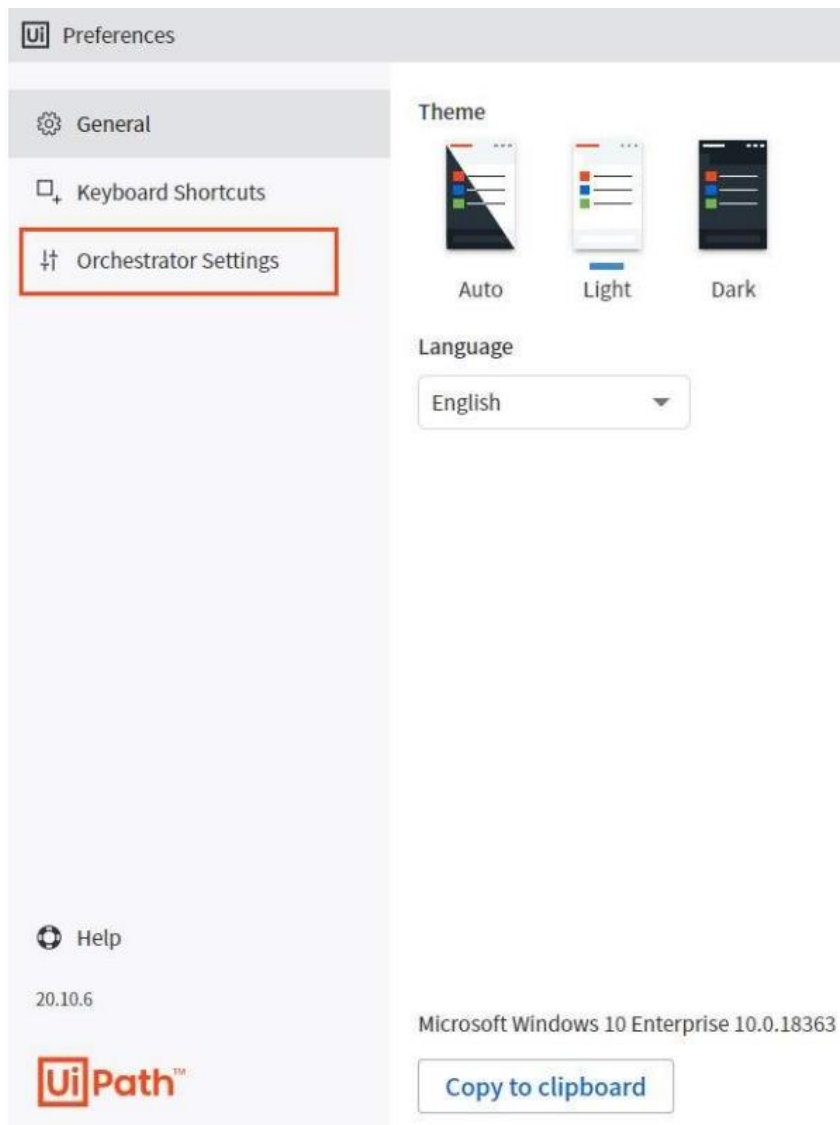 Ui Preferences
General
Keyboard Shortcuts
Orchestrator Settings
Theme
Auto Light Dark
Language
English
Help
20.10.6
UiPath™
Microsoft Windows 10 Enterprise 10.0.18363
Copy to clipboard